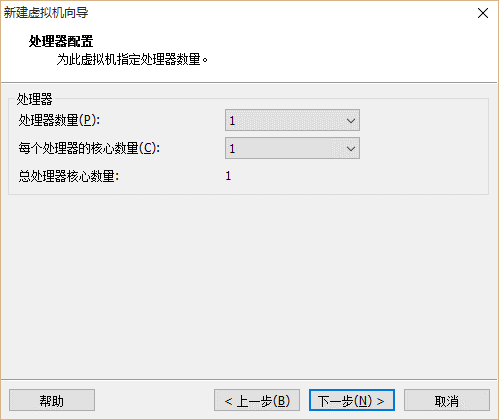 新建虚拟机向导
处理器配置
为此虚拟机指定处理器数量。
处理器
处理器数量(P): 1
每个处理器的核心数量(C): 1
总处理器核心数量: 1
帮助 < 上一步(B) 下一步(N) > 取消